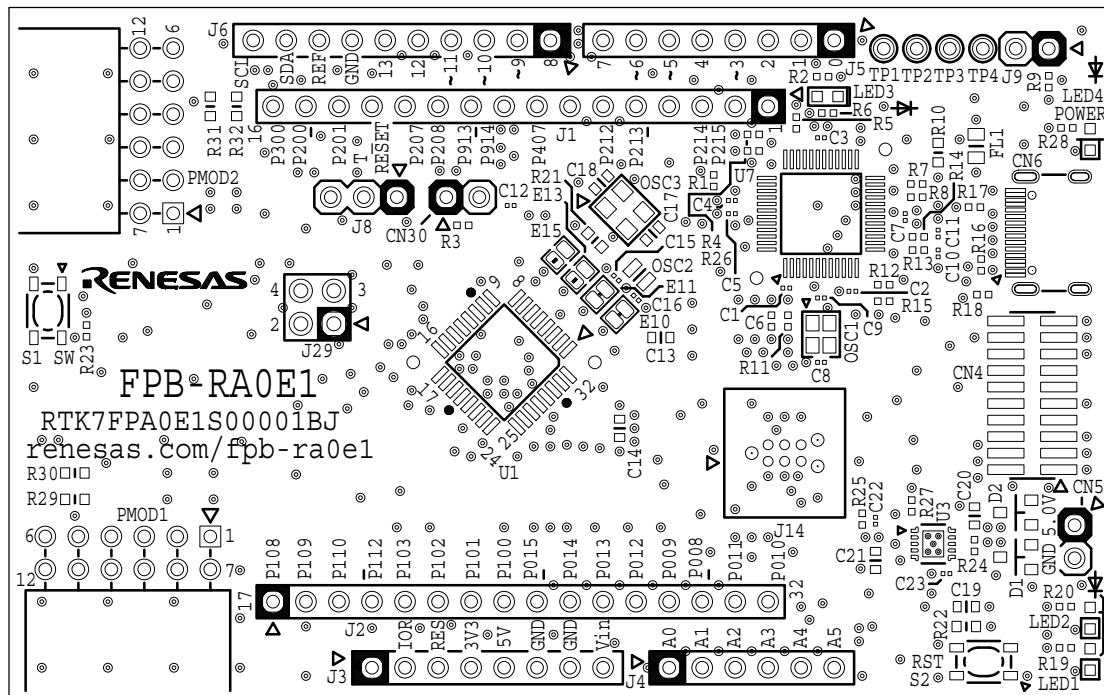 12
6
J6
SCL
SDA
REF
GND
13
12
~11
~10
~9
8
7
~6
~5
4
~3
2
1
0
J5
TP1
TP2
TP3
TP4
J9
R9
LED4
POWER
R2
LED3
R6
R5
R31
R32
16
P300
P200
P201
T
RESET
P207
P208
P913
P914
J1
P407
P212
P213
P214
P215
1
C3
R10
R14
FL1
R28
CN6
PMOD2
7
1
J8
CN30
R3
C12
R21
E13
E15
C18
OSC3
C17
C15
OSC2
E11
C16
E10
C13
R1
C4
R4
R26
C5
U7
R7
R8
R17
C7
R13
C10
C11
R16
R12
C2
R15
R18
C1
C6
R11
OSC1
C9
C8
RENESAS
S1
SW
R23
4
3
2
J29
16
9
8
17
32
24
25
U1
C14
FPB-RA0E1
RTK7FPA0E1S00001BJ
renesas.com/fpb-ra0e1
CN4
R30
R29
PMOD1
6
1
12
7
J14
R25
C22
R27
U3
C20
D2
5.0V
GND
CN5
C21
C23
R24
D1
17
P108
P109
P110
P112
P103
P102
P101
P100
P015
P014
P013
P012
P009
P008
P011
P010
32
J2
J3
IOR
RES
3V3
5V
GND
GND
Vin
J4
A0
A1
A2
A3
A4
A5
C19
R22
R20
LED2
RST
S2
R19
LED1